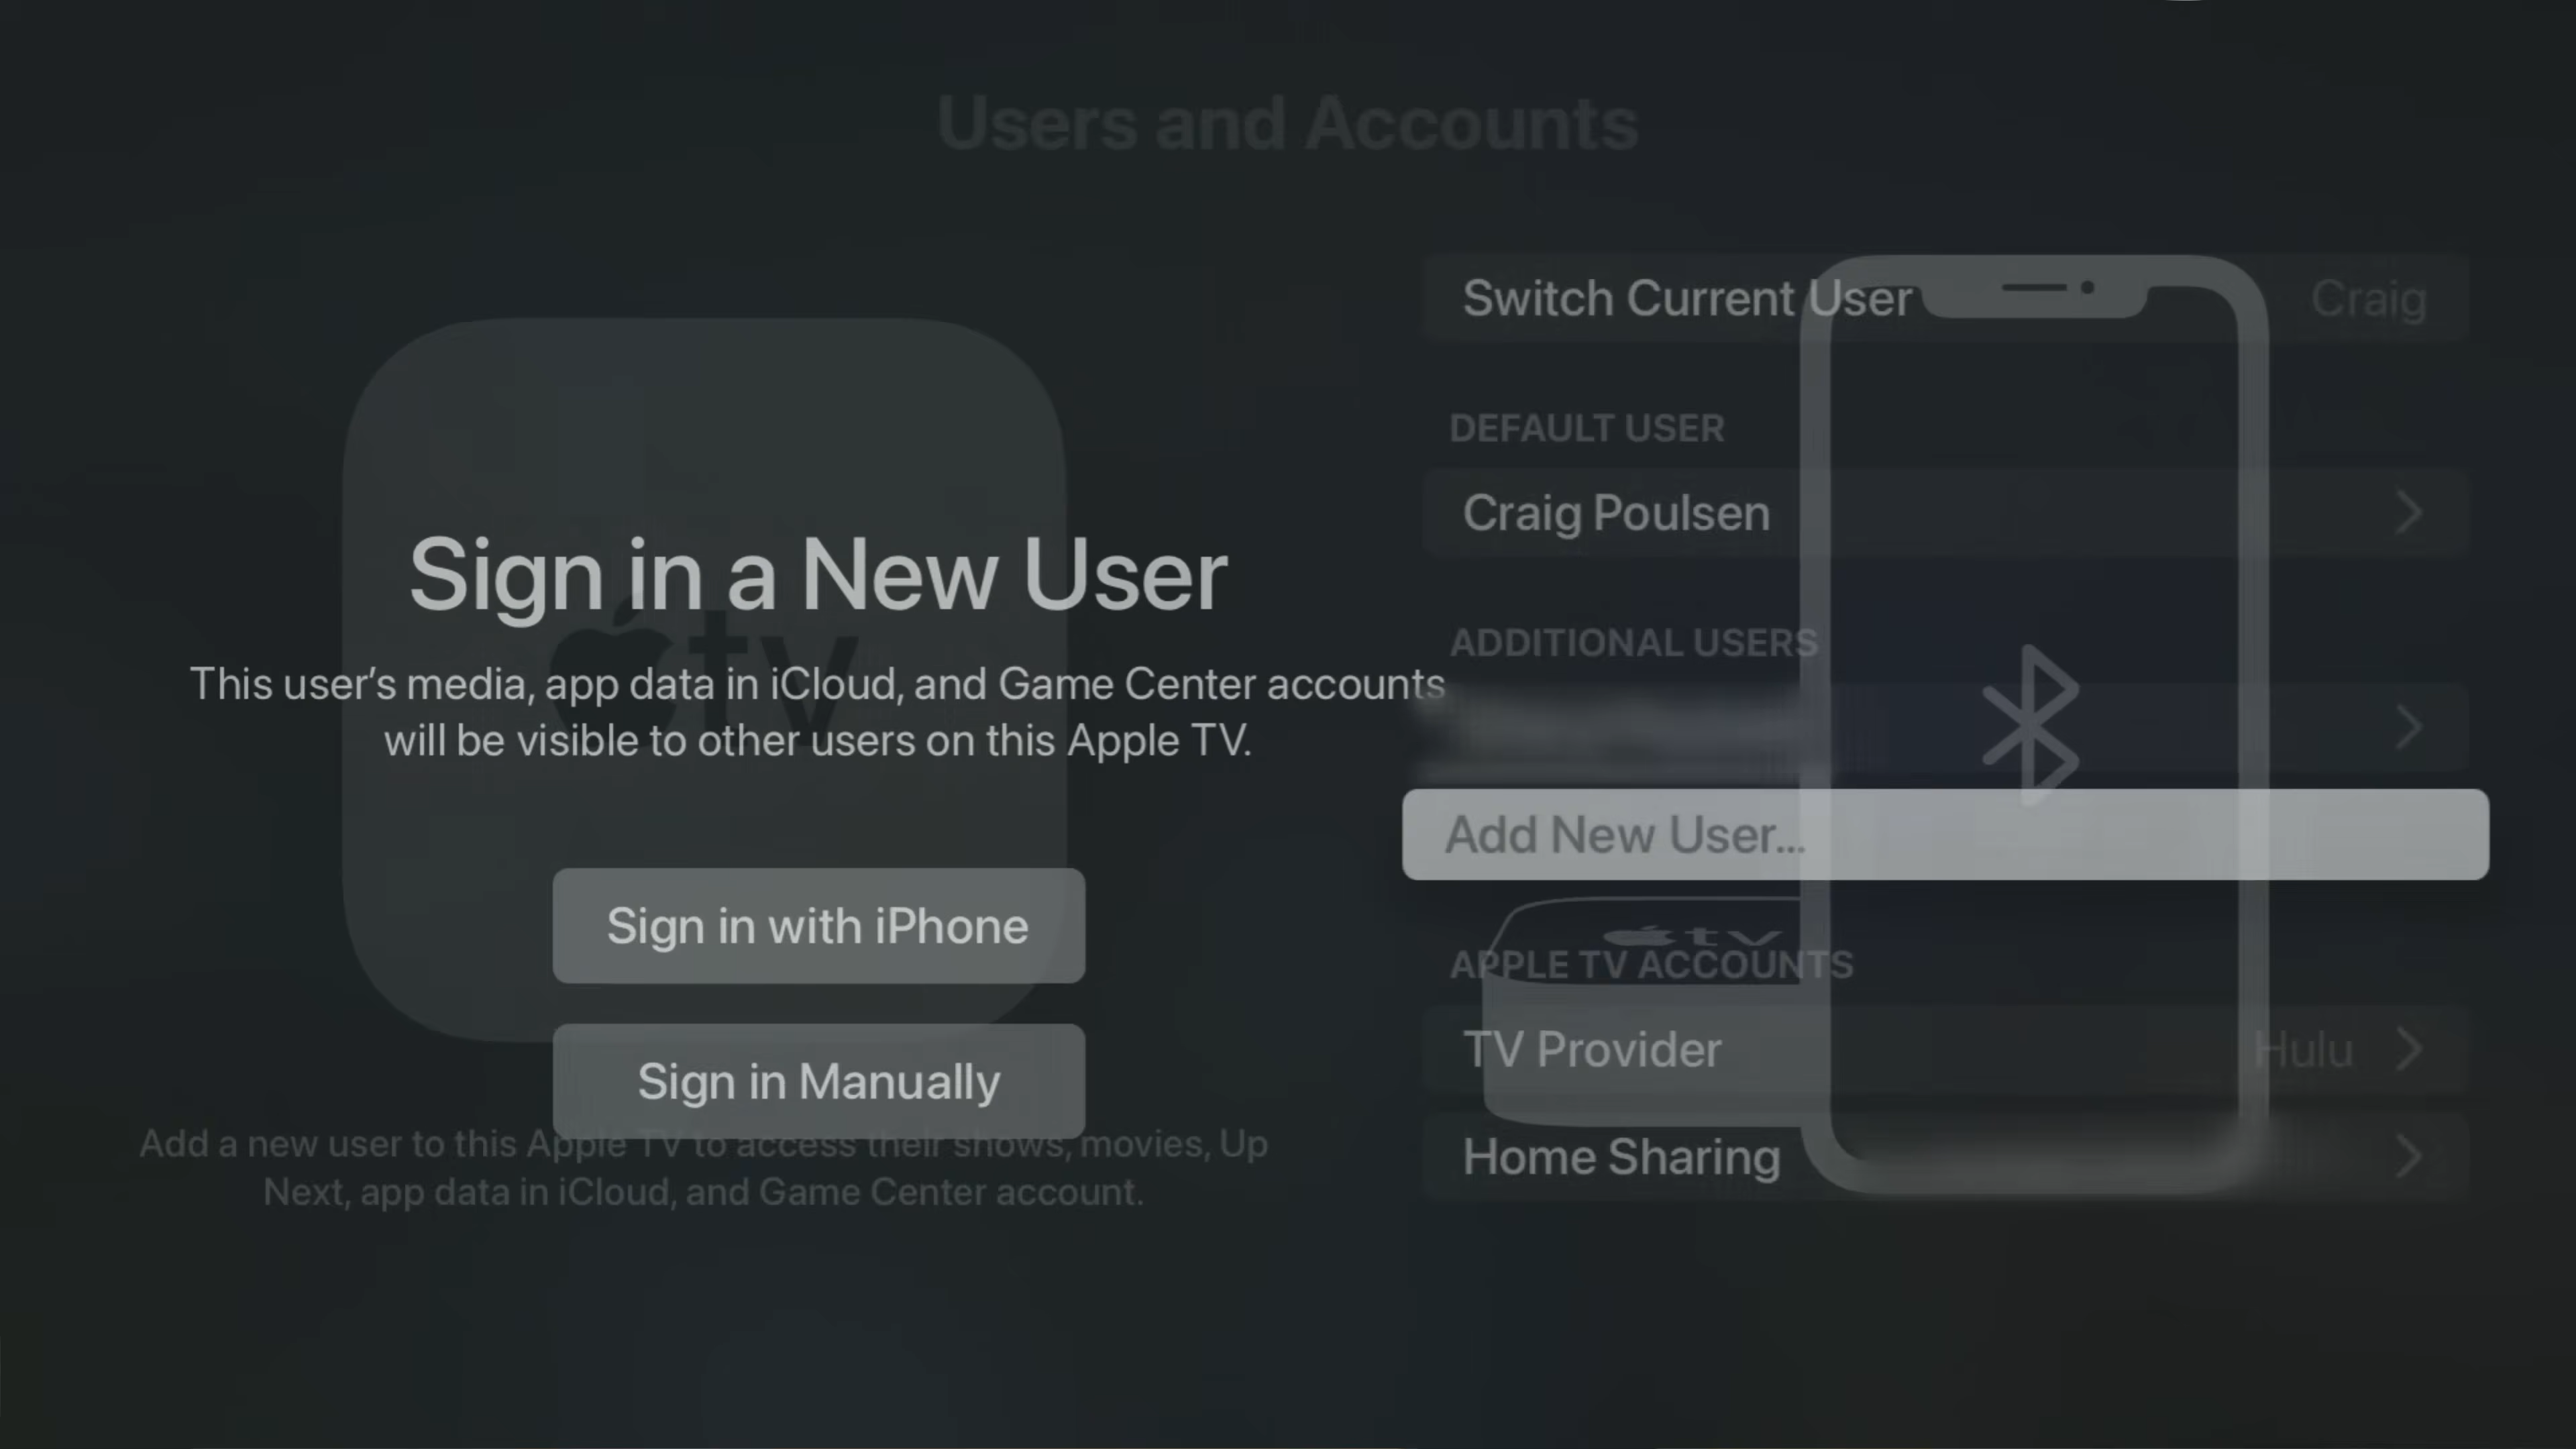 Users and Accounts
Sign in a New User
This user's media, app data in iCloud, and Game Center accounts
will be visible to other users on this Apple TV.
Sign in with iPhone
Sign in Manually
Add a new user to this Apple TV to access their shows, movies, Up
Next, app data in iCloud, and Game Center account.
tv
Switch Current User Craig
DEFAULT USER
Craig Poulsen
ADDITIONAL USERS
Add New User...
tv
APPLE TV ACCOUNTS
TV Provider Hulu
Home Sharing